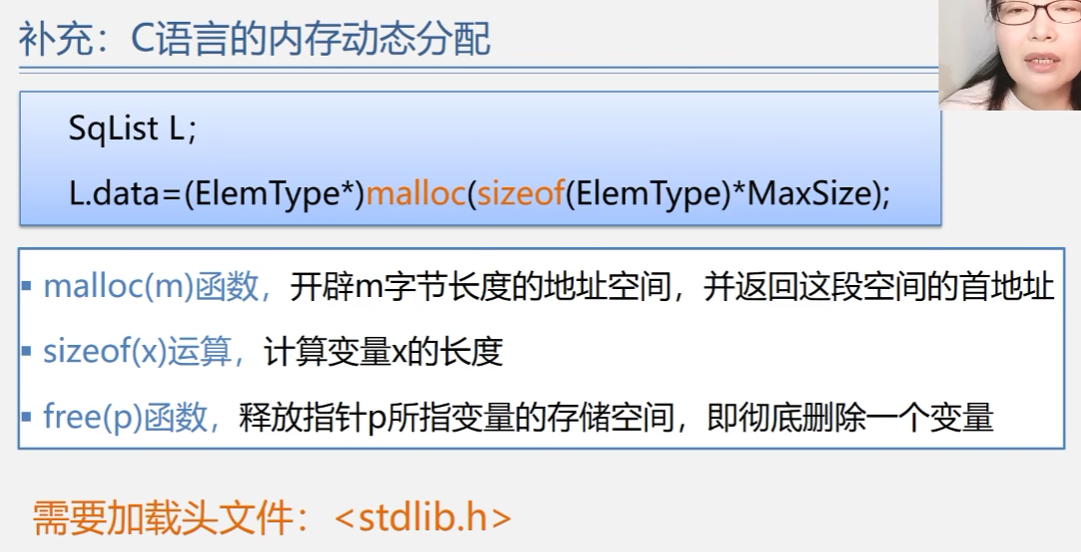 补充：C语言的内存动态分配
SqList L;
L.data=(ElemType*)malloc(sizeof(ElemType)*MaxSize);
▪ malloc(m)函数，开辟m字节长度的地址空间，并返回这段空间的首地址
▪ sizeof(x)运算，计算变量x的长度
▪ free(p)函数，释放指针p所指变量的存储空间，即彻底删除一个变量
需要加载头文件：<stdlib.h>